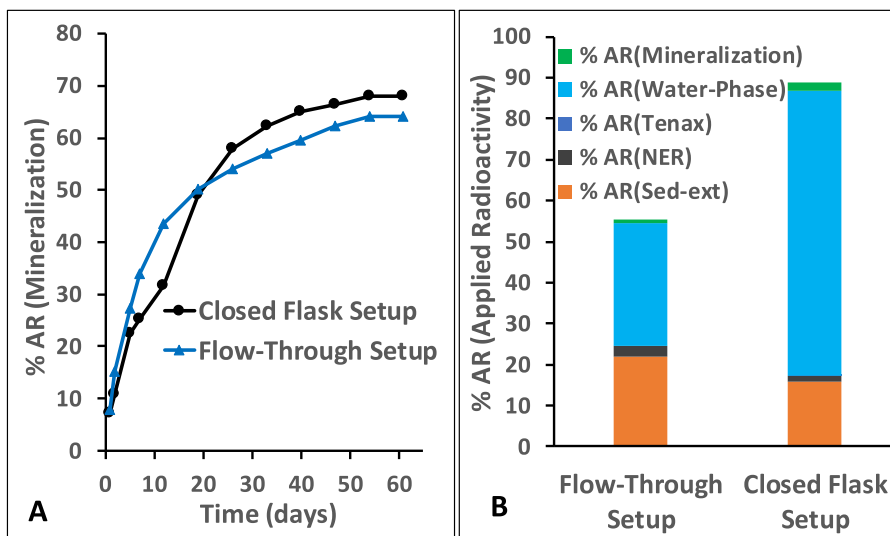 80
70
60
50
40
30
20
10
0
% AR (Mineralization)
Closed Flask Setup
Flow-Through Setup
0 10 20 30 40 50 60
Time (days)
A
100
90
80
70
60
50
40
30
20
10
0
% AR (Applied Radioactivity)
% AR(Mineralization)
% AR(Water-Phase)
% AR(Tenax)
% AR(NER)
% AR(Sed-ext)
Flow-Through
Setup
Closed Flask
Setup
B